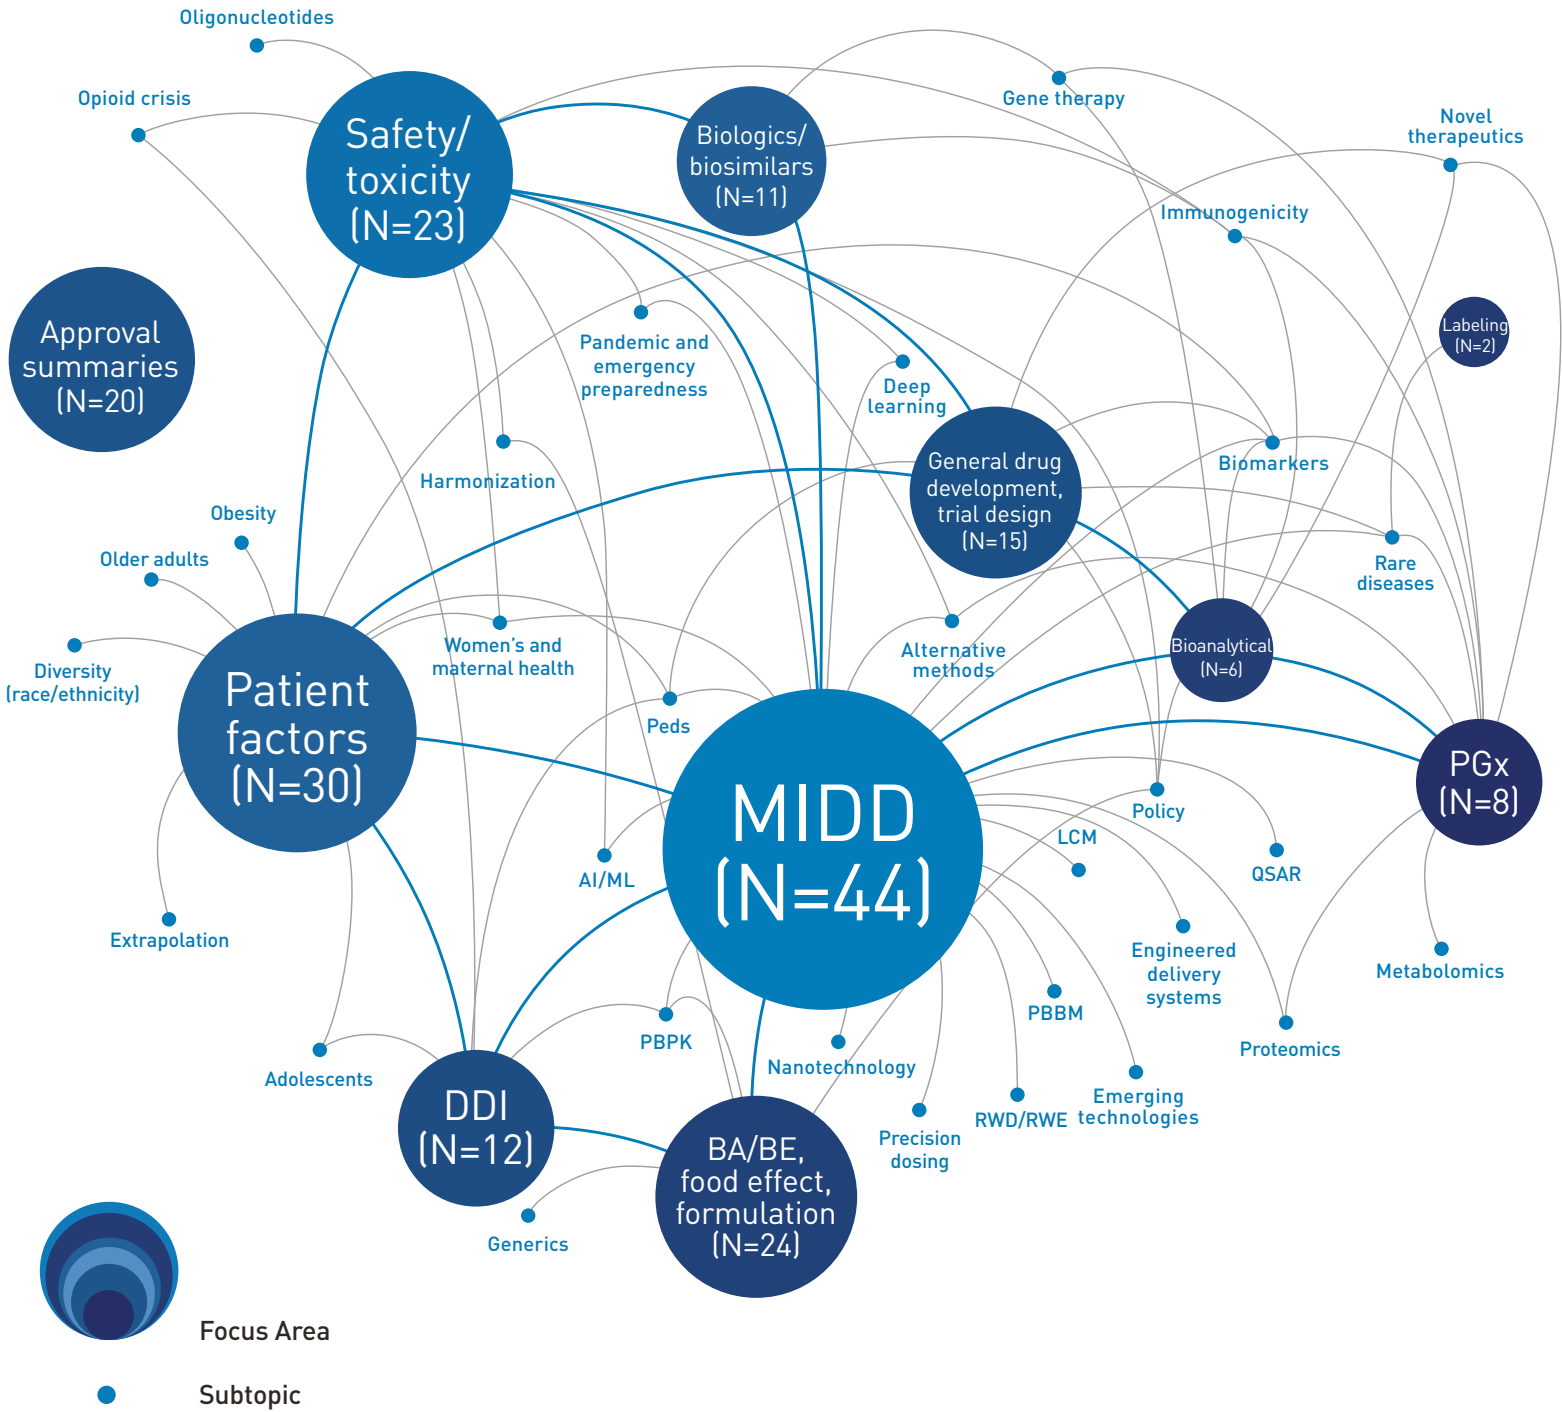 Oligonucleotides
Opioid crisis
Safety/
toxicity
(N=23)
Biologics/
biosimilars
(N=11)
Gene therapy
Novel
therapeutics
Immunogenicity
Approval
summaries
(N=20)
Pandemic and
emergency
preparedness
Deep
learning
Labeling
(N=2)
Harmonization
General drug
development,
trial design
(N=15)
Biomarkers
Obesity
Older adults
Rare
diseases
Diversity
(race/ethnicity)
Women's and
maternal health
Alternative
methods
Bioanalytical
(N=6)
Patient
factors
(N=30)
Peds
MIDD
(N=44)
PGx
(N=8)
Policy
LCM
QSAR
AI/ML
Extrapolation
Engineered
delivery
systems
Metabolomics
PBBM
PBPK
Proteomics
Nanotechnology
Adolescents
Emerging
technologies
RWD/RWE
Precision
dosing
DDI
(N=12)
BA/BE,
food effect,
formulation
(N=24)
Generics
Focus Area
Subtopic